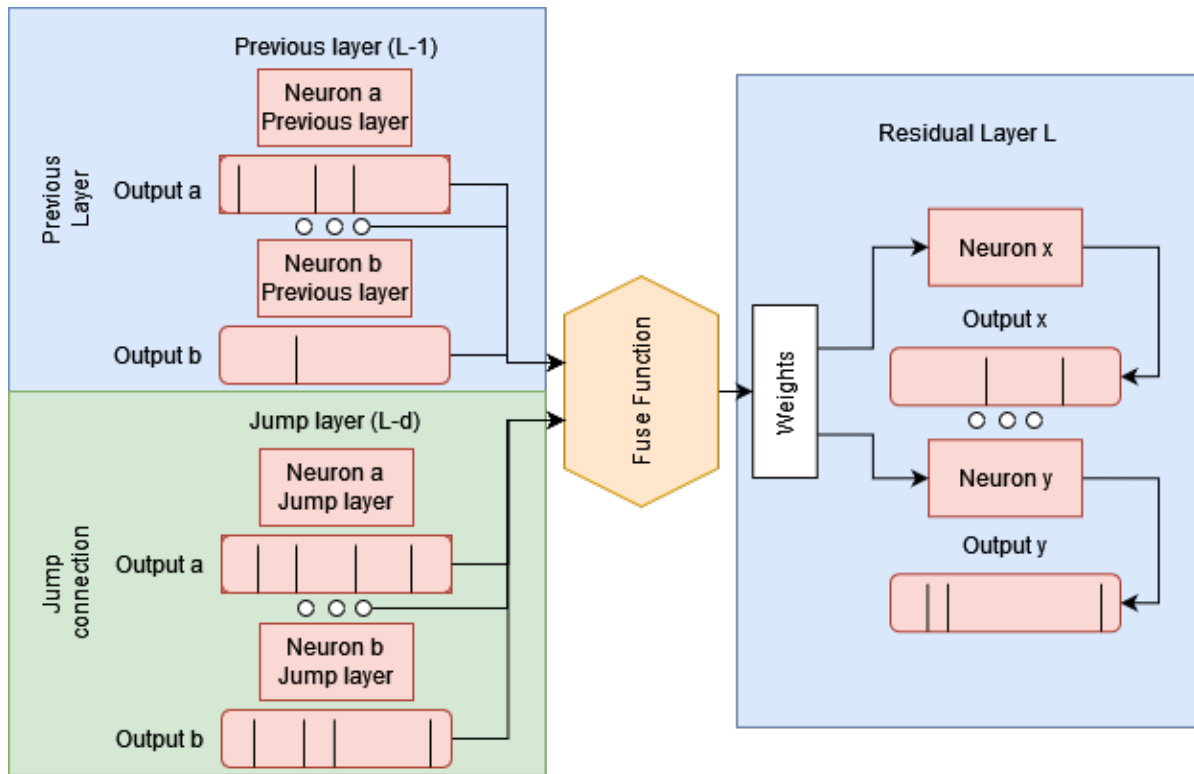 Previous layer (L-1)
Neuron a
Previous layer
Previous
Layer
Output a
Neuron b
Previous layer
Output b
Jump layer (L-d)
Neuron a
Jump layer
Jump
connection
Output a
Neuron b
Jump layer
Output b
Fuse Function
Weights
Residual Layer L
Neuron x
Output x
Neuron y
Output y